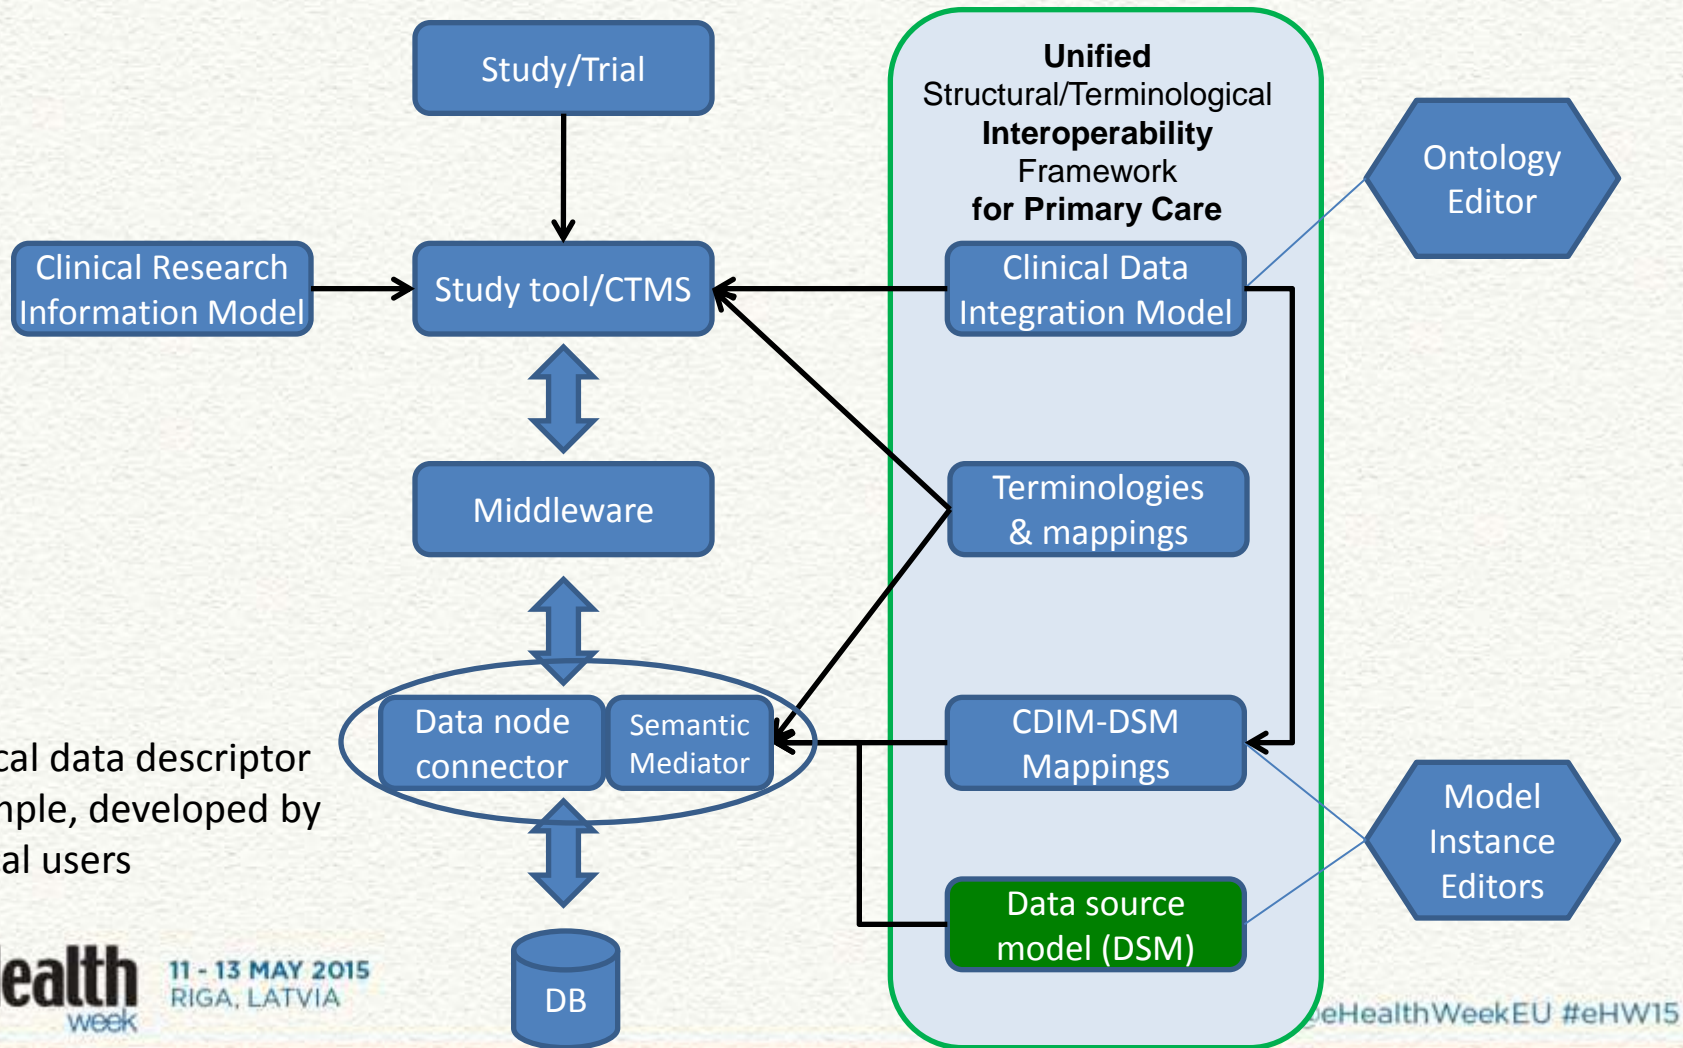 Study/Trial
Unified
Structural/Terminological
Interoperability
Framework
for Primary Care
Ontology
Editor
Clinical Research
Information Model
Study tool/CTMS
Clinical Data
Integration Model
Middleware
Terminologies
& mappings
Data node
connector
Semantic
Mediator
CDIM-DSM
Mappings
cal data descriptor
mple, developed by
al users
Model
Instance
Editors
Data source
model (DSM)
DB
ealth
week
11 - 13 MAY 2015
RIGA, LATVIA
@eHealthWeekEU #eHW15